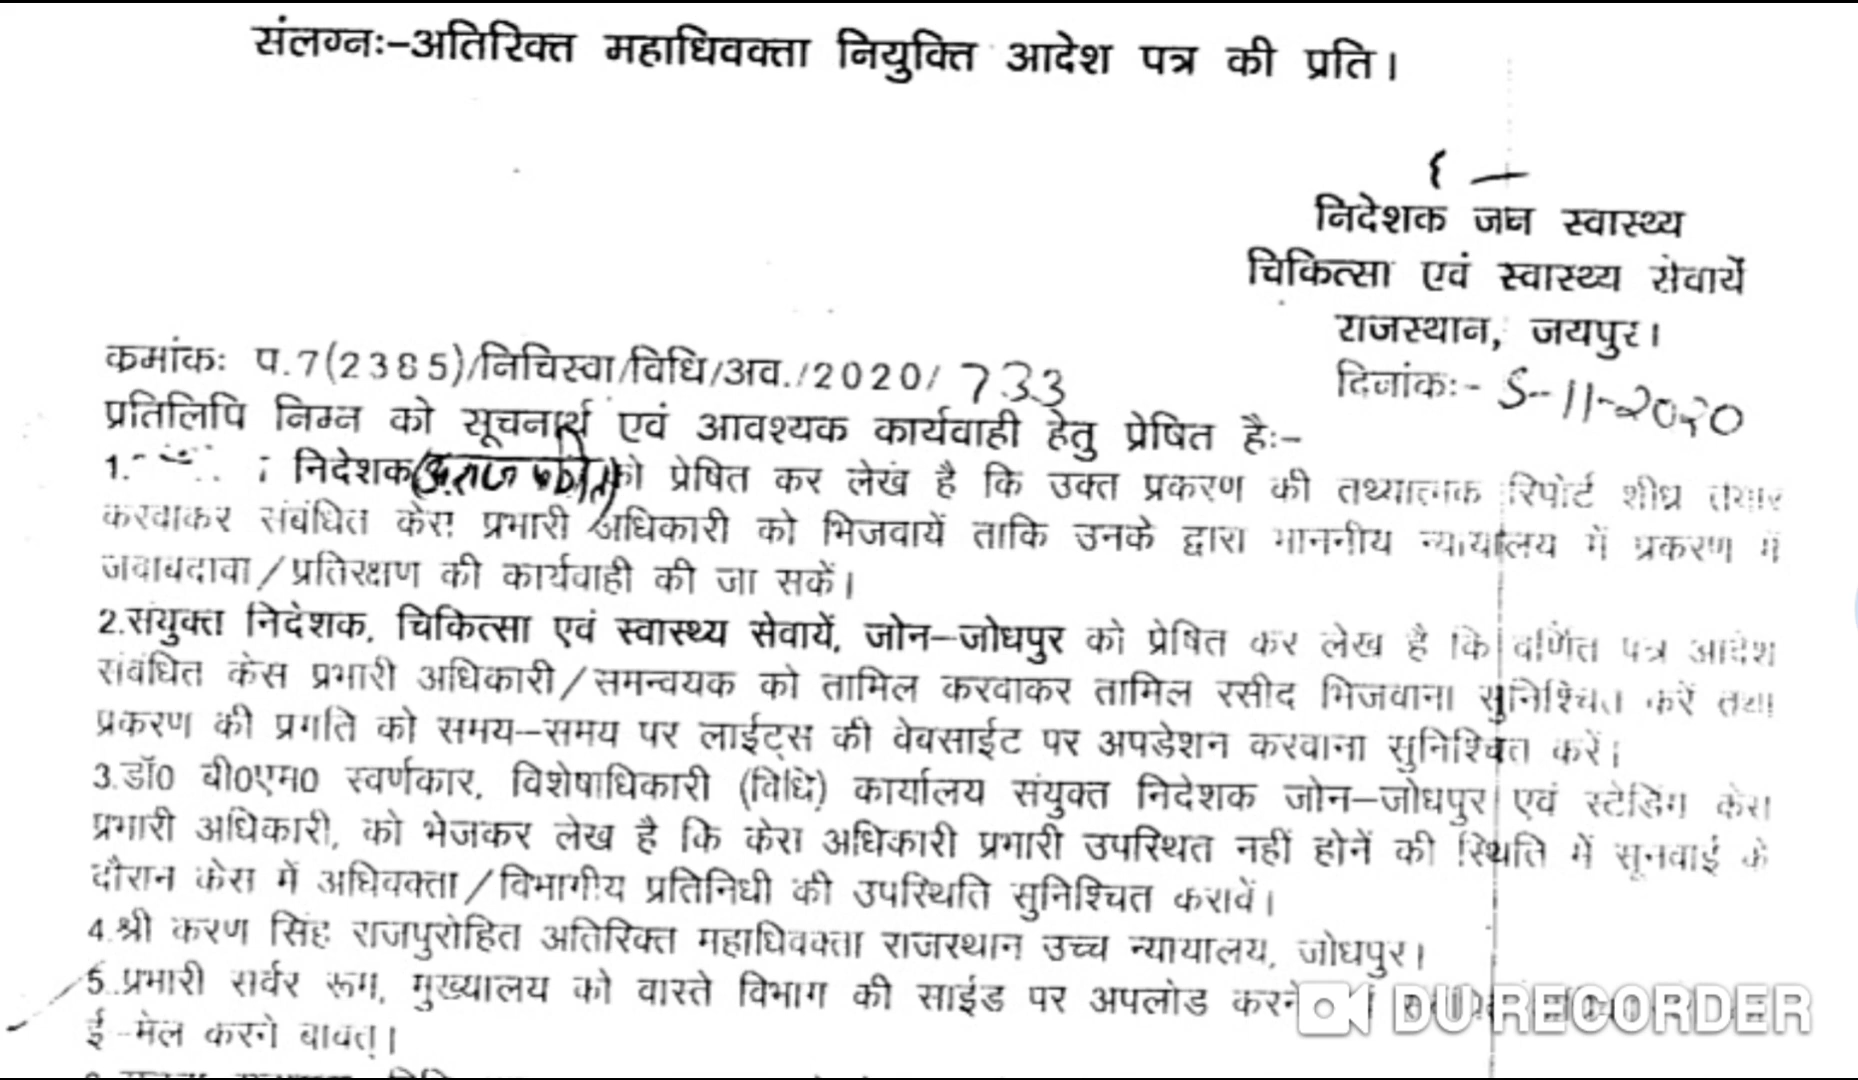 संलग्नः-अतिरिक्त महाधिवक्ता नियुक्ति आदेश पत्र की प्रति।
निदेशक जन स्वास्थ्य
चिकित्सा एवं स्वास्थ्य सेवायें
राजस्थान, जयपुर।
क्रमांकः प.7(2385)/निचिस्वा/विधि/अव./2020/ 733
दिनांकः- 5-11-2020
प्रतिलिपि निम्न को सूचनार्थ एवं आवश्यक कार्यवाही हेतु प्रेषित हैः-
1. निदेशक को प्रेषित कर लेख है कि उक्त प्रकरण की तथ्यात्मक रिपोर्ट शीध्र तैयार
करवाकर संबंधित केस प्रभारी अधिकारी को भिजवायें ताकि उनके द्वारा माननीय न्यायालय में प्रकरण में
जवाबदावा/प्रतिरक्षण की कार्यवाही की जा सकें।
2.संयुक्त निदेशक, चिकित्सा एवं स्वास्थ्य सेवायें, जोन-जोधपुर को प्रेषित कर लेख है कि वर्णित पत्र आदेश
संबंधित केस प्रभारी अधिकारी/समन्वयक को तामिल करवाकर तामिल रसीद भिजवाना सुनिश्चित करें तथा
प्रकरण की प्रगति को समय-समय पर लाईट्स की वेवसाईट पर अपडेशन करवाना सुनिश्चित करें।
3.डॉ0 बी0एम0 स्वर्णकार, विशेषाधिकारी (विधि) कार्यालय संयुक्त निदेशक जोन-जोधपुर एवं स्टेडिंग केस
प्रभारी अधिकारी, को भेजकर लेख है कि केस अधिकारी प्रभारी उपस्थित नहीं होनें की स्थिति में सूनवाई के
दौरान केस में अधिवक्ता/विभागीय प्रतिनिधी की उपस्थिति सुनिश्चित करावें।
4.श्री करण सिंह राजपुरोहित अतिरिक्त महाधिवक्ता राजस्थान उच्च न्यायालय, जोधपुर।
5..प्रभारी सर्वर रूम, मुख्यालय को वास्ते विभाग की साईड पर अपलोड करने
DU RECORDER
ई-मेल करने बाबत्।